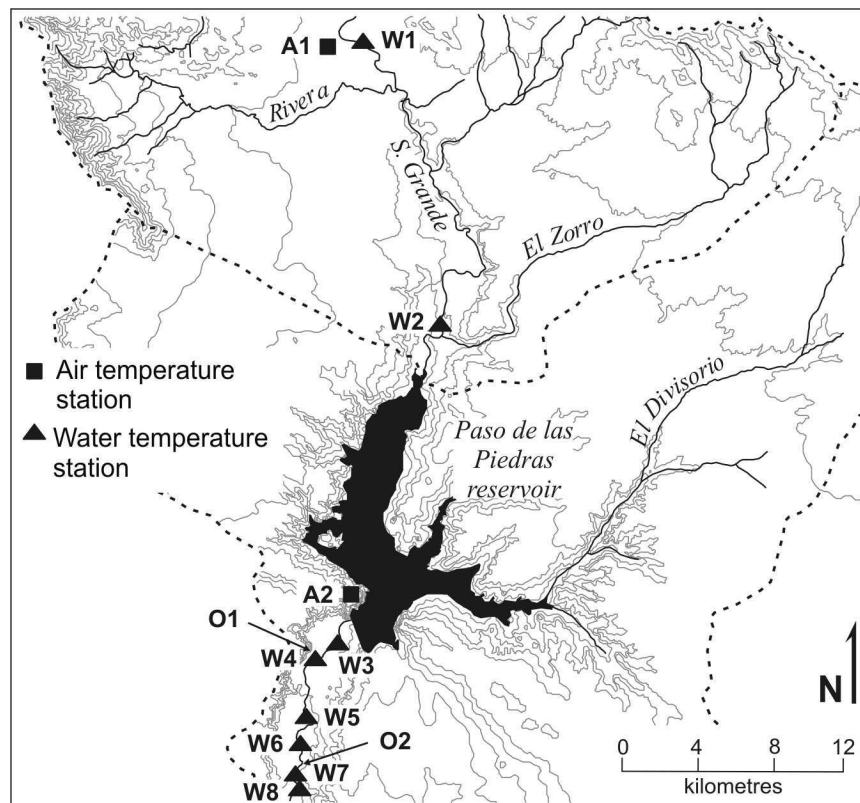 A1
W1
Rivera
S. Grande
El Zorro
W2
Air temperature
station
Water temperature
station
El Divisorio
Paso de las
Piedras
reservoir
A2
O1
W4
W3
W5
W6
O2
W7
W8
N
0 4 8 12
kilometres